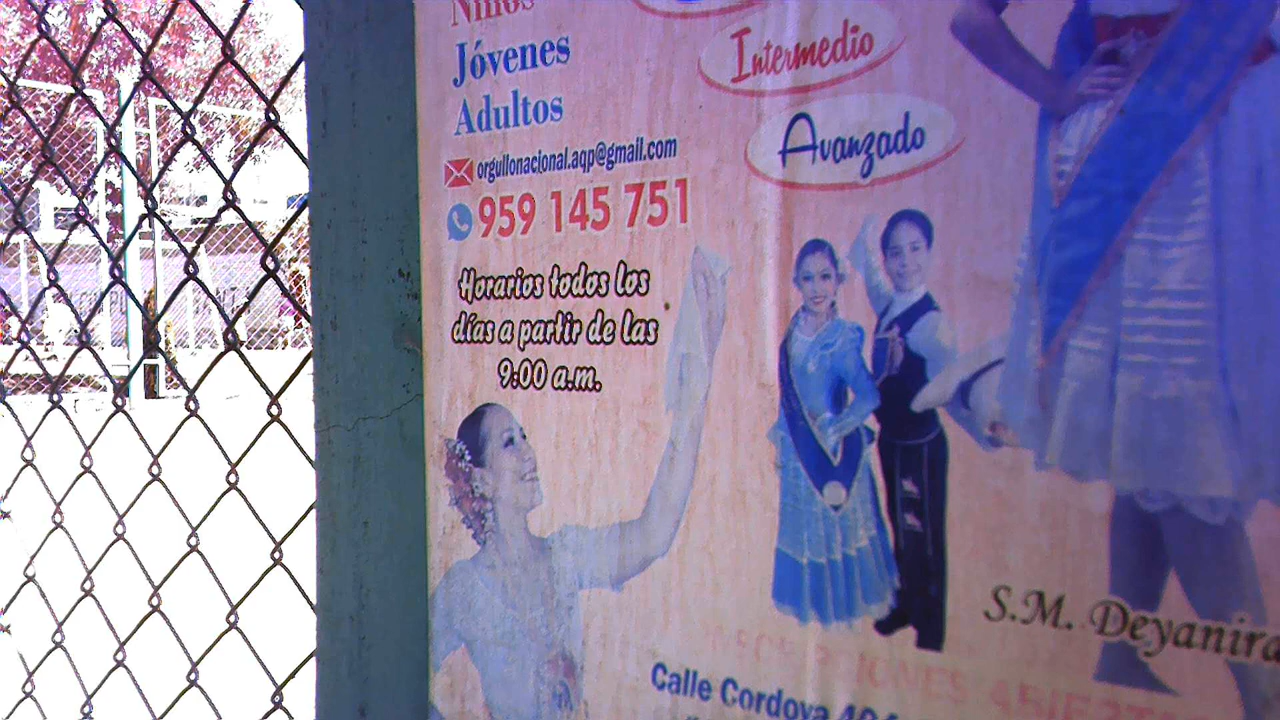 Niños
Jóvenes
Adultos
Intermedio
Avanzado
orgullonacional.aqp@gmail.com
959 145 751
Horarios todos los
días a partir de las
9:00 a.m.
S.M. Deyanira
Calle Cordova